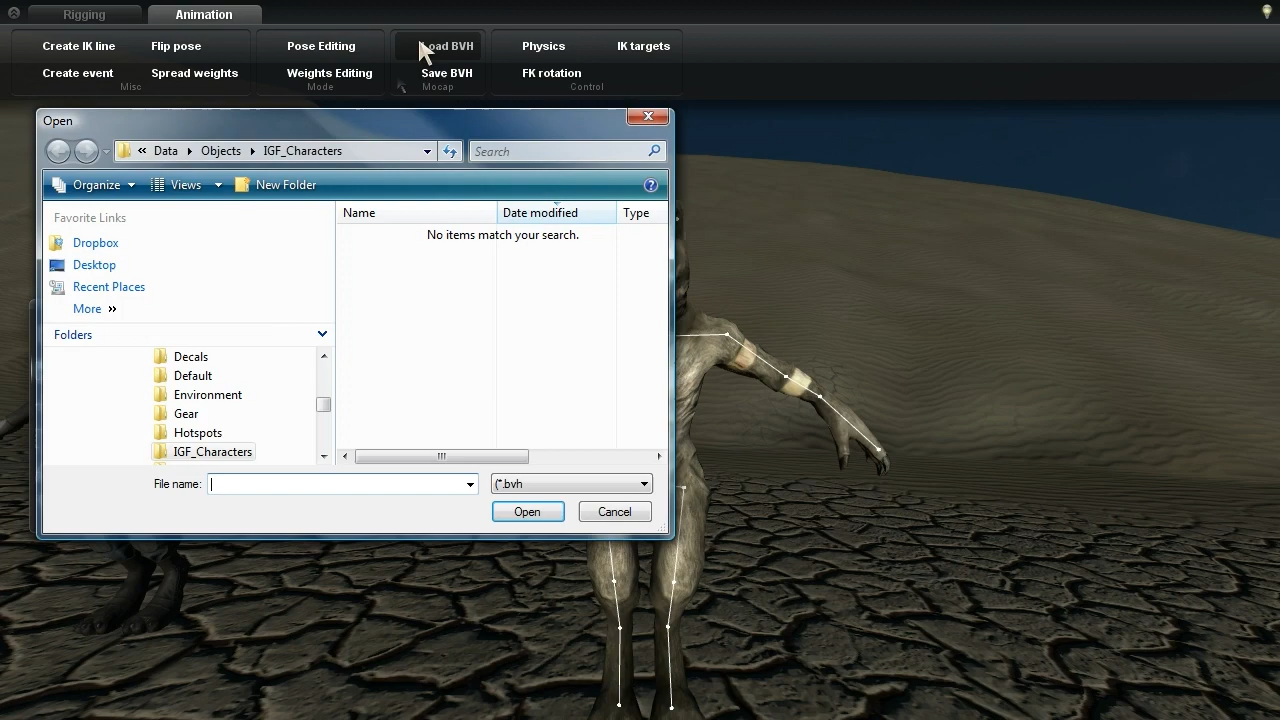 Rigging Animation
Create IK line Flip pose Pose Editing Load BVH Physics IK targets
Create event Spread weights Weights Editing Save BVH FK rotation
Misc Mode Mocap Control
Open
« Data Objects IGF_Characters Search
Organize Views New Folder
Favorite Links
Dropbox
Desktop
Recent Places
More »
Folders
Decals
Default
Environment
Gear
Hotspots
IGF_Characters
Name Date modified Type
No items match your search.
File name: (*.bvh
Open Cancel